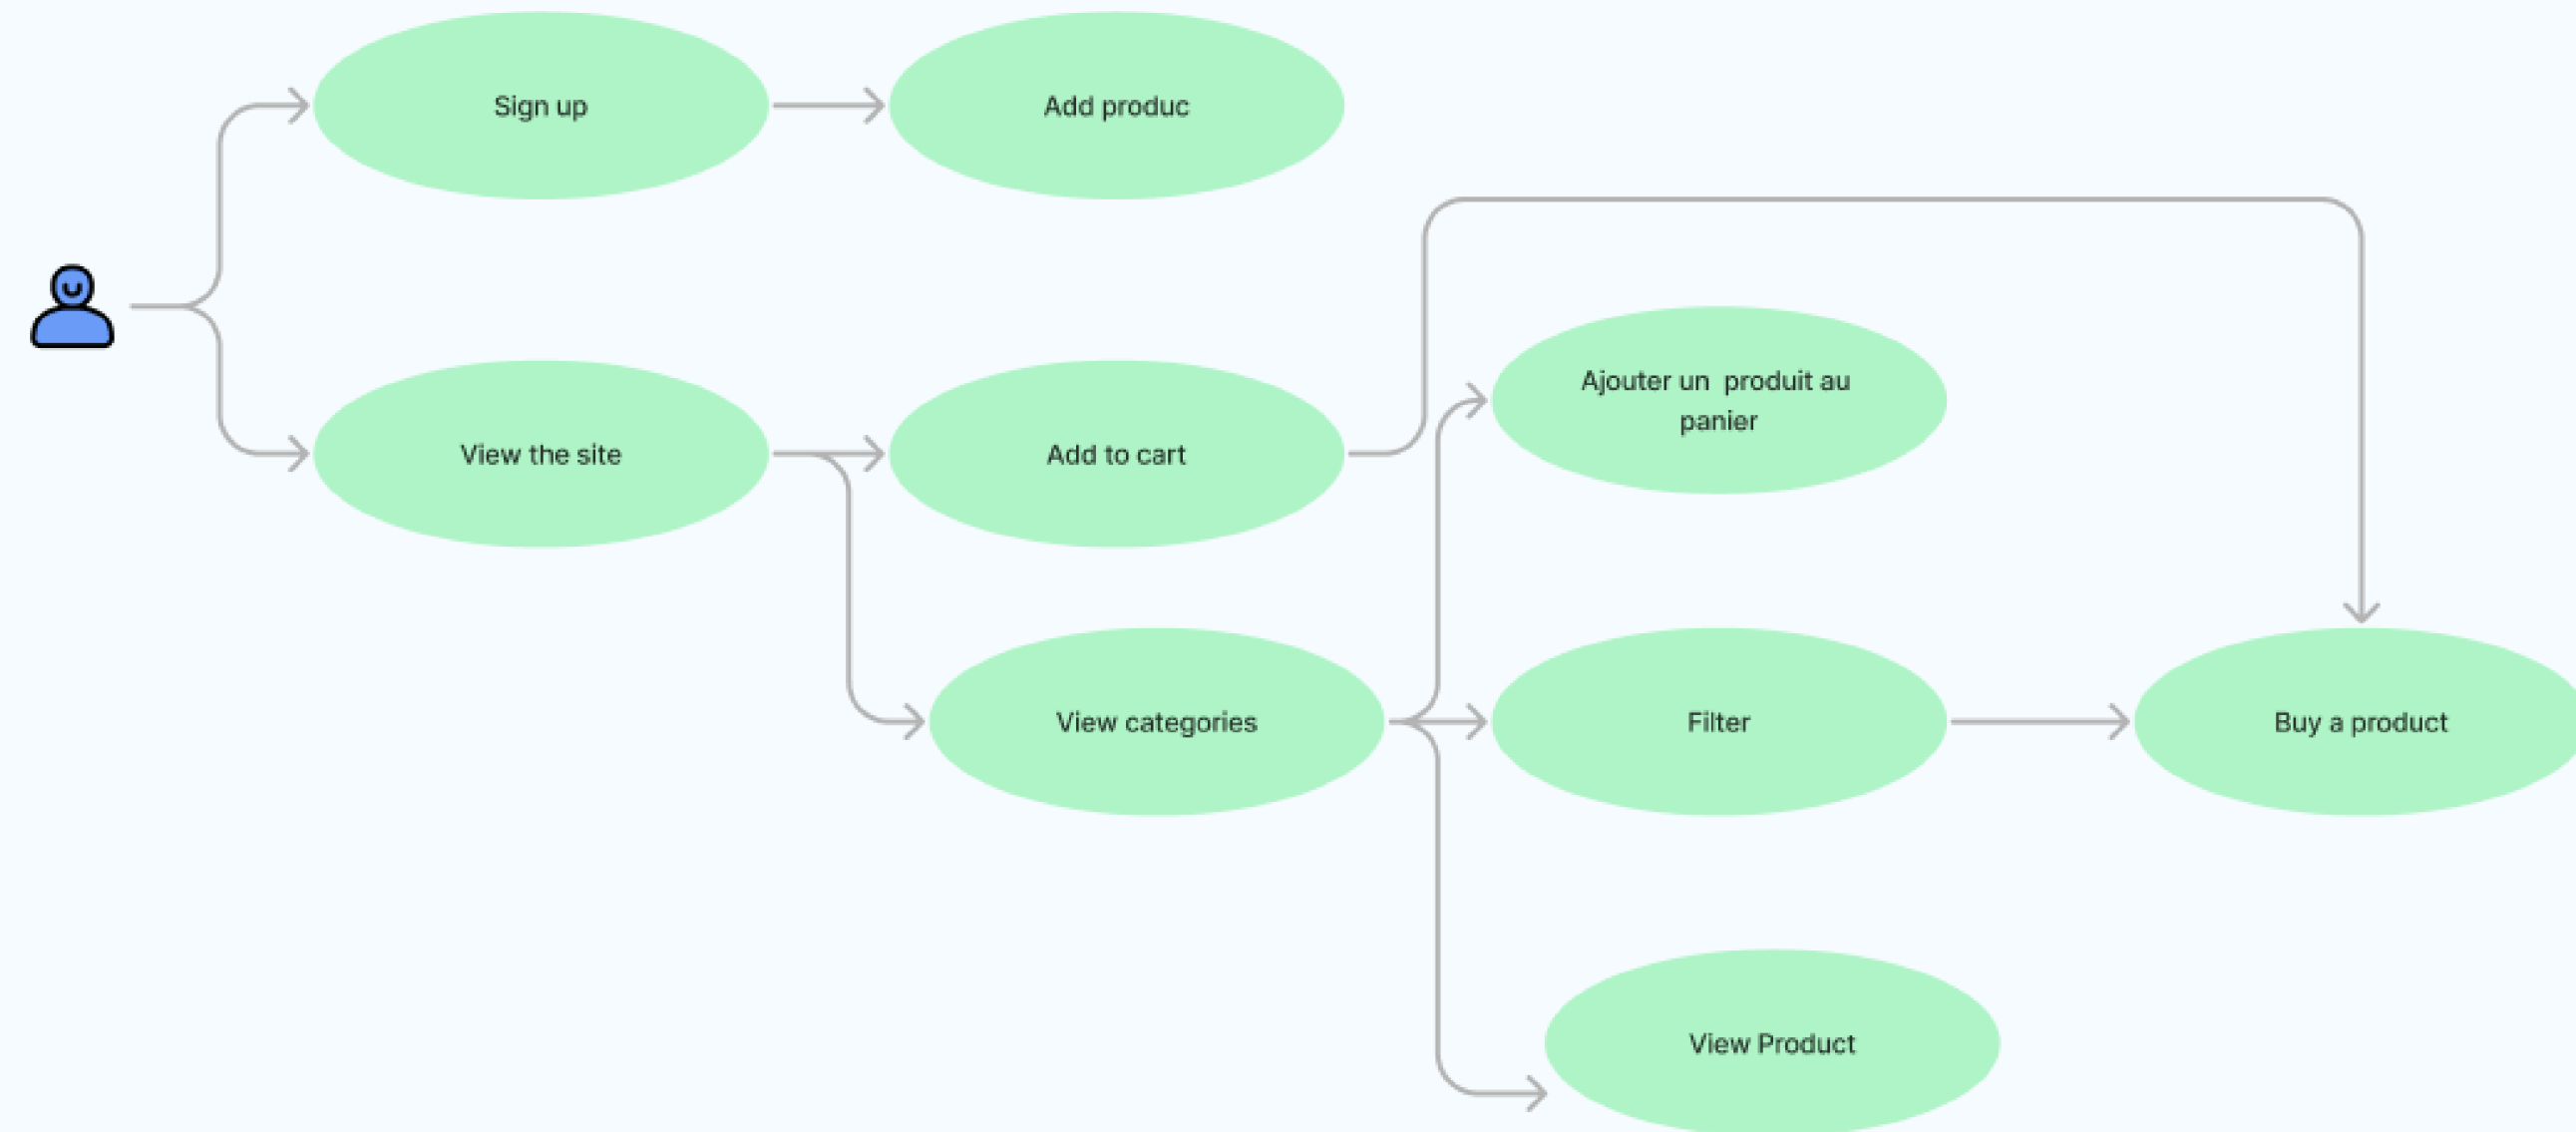 Sign up
Add produc
View the site
Add to cart
Ajouter un  produit au
panier
View categories
Filter
Buy a product
View Product